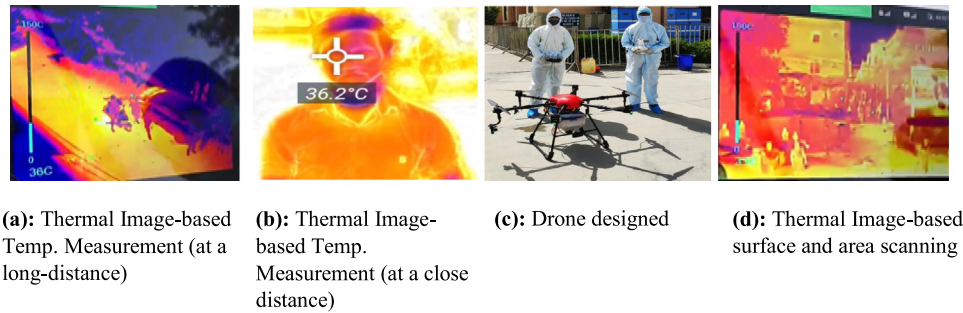 150C
0
36C
36.2°C
150C
0
(a): Thermal Image-based
Temp. Measurement (at a
long-distance)
(b): Thermal Image-
based Temp.
Measurement (at a close
distance)
(c): Drone designed
(d): Thermal Image-based
surface and area scanning